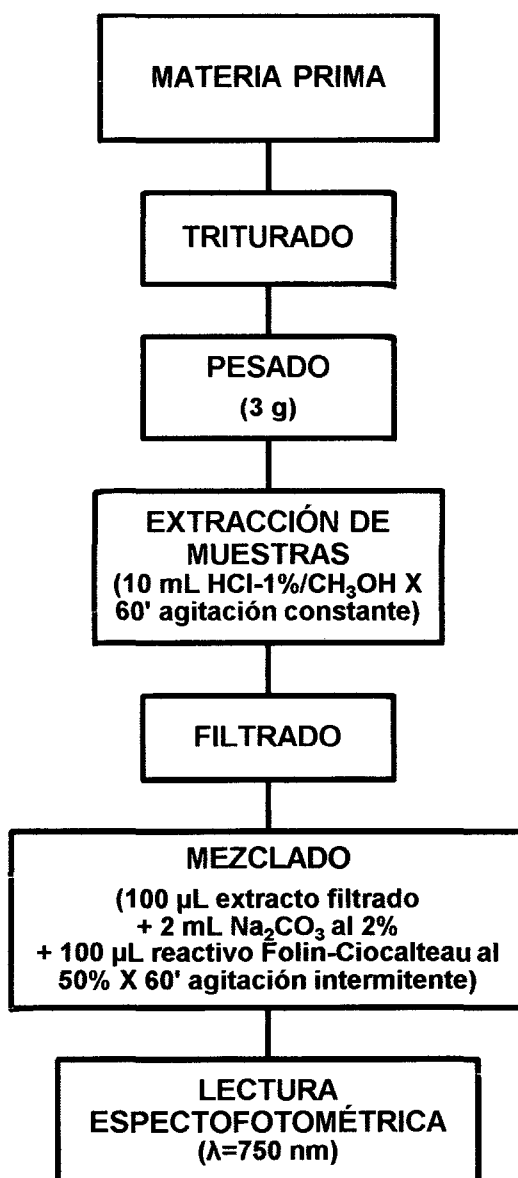 MATERIA PRIMA
TRITURADO
PESADO
(3 g)
EXTRACCIÓN DE
MUESTRAS
(10 mL HCl-1%/CH₃OH X
60' agitación constante)
FILTRADO
MEZCLADO
(100 µL extracto filtrado
+ 2 mL Na₂CO₃ al 2%
+ 100 µL reactivo Folin-Ciocalteau al
50% X 60' agitación intermitente)
LECTURA
ESPECTOFOTOMÉTRICA
(λ=750 nm)